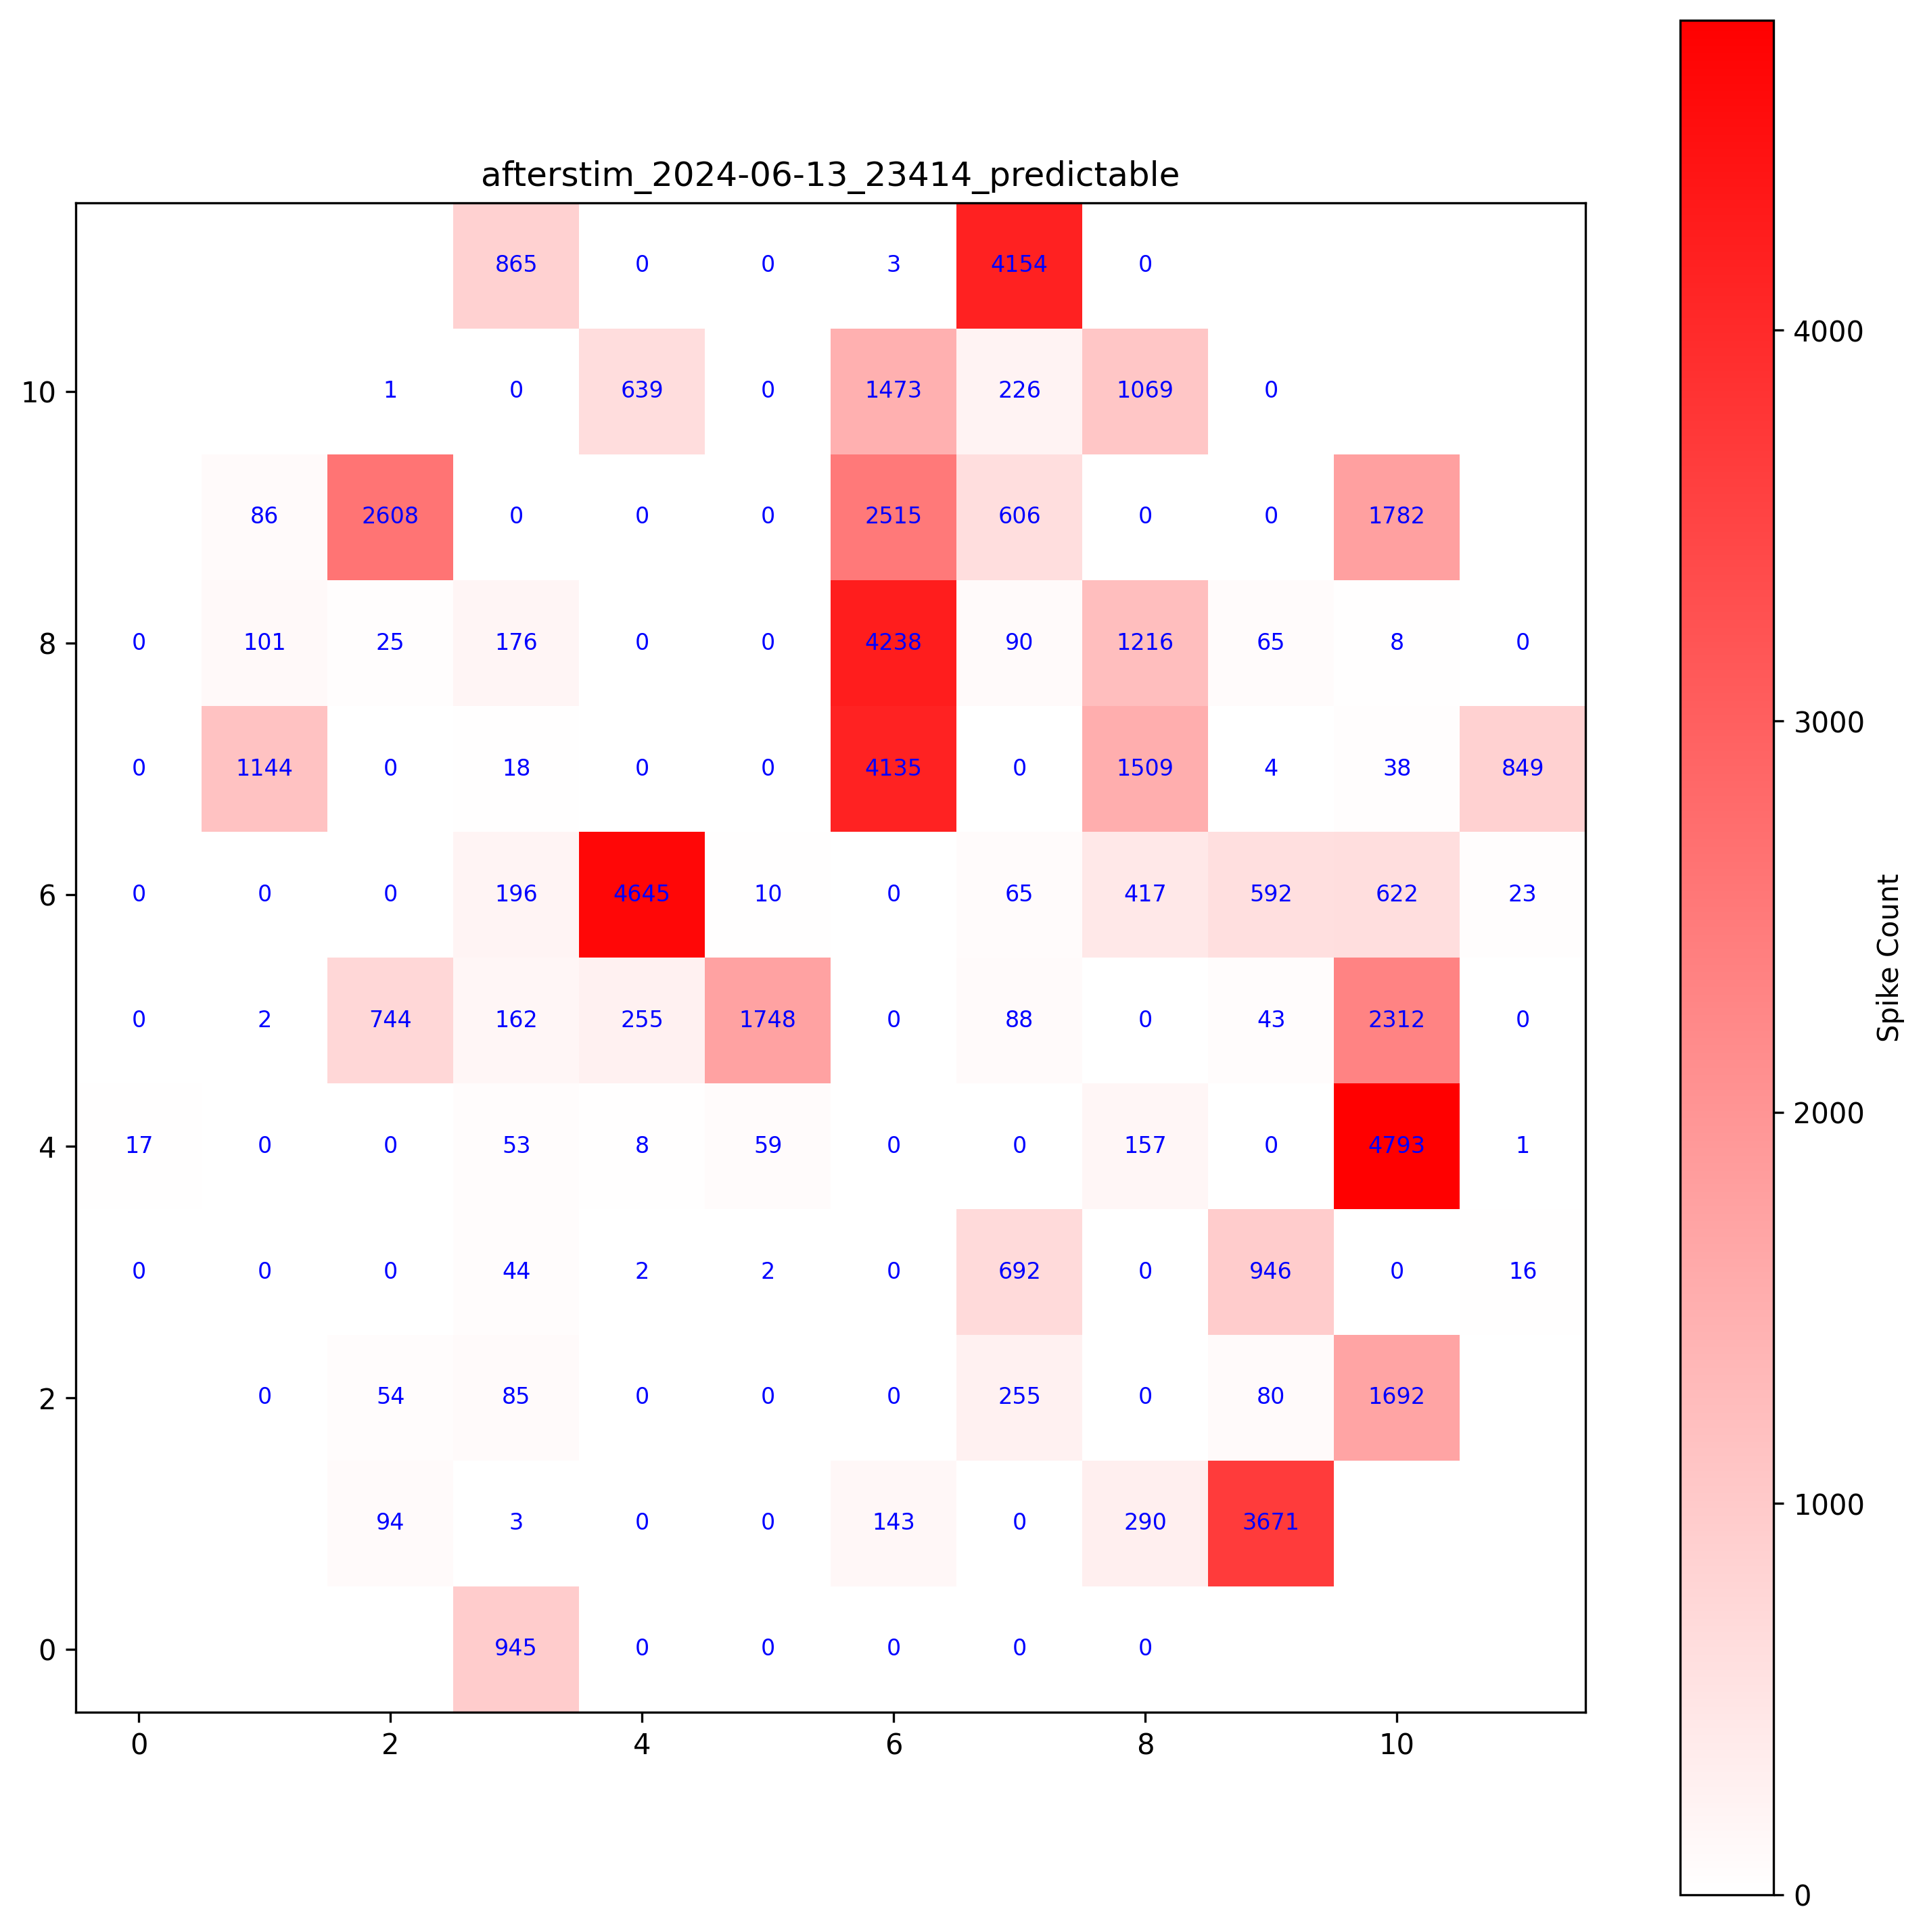 afterstim_2024-06-13_23414_predictable
865 0 0 3 4154 0
10 1 0 639 0 1473 226 1069 0
86 2608 0 0 0 2515 606 0 0 1782
8 0 101 25 176 0 0 4238 90 1216 65 8 0
0 1144 0 18 0 0 4135 0 1509 4 38 849
6 0 0 0 196 4645 10 0 65 417 592 622 23
0 2 744 162 255 1748 0 88 0 43 2312 0
4 17 0 0 53 8 59 0 0 157 0 4793 1
0 0 0 44 2 2 0 692 0 946 0 16
2 0 54 85 0 0 0 255 0 80 1692
94 3 0 0 143 0 290 3671
0 945 0 0 0 0 0
0 2 4 6 8 10
4000
3000
2000
1000
0
Spike Count